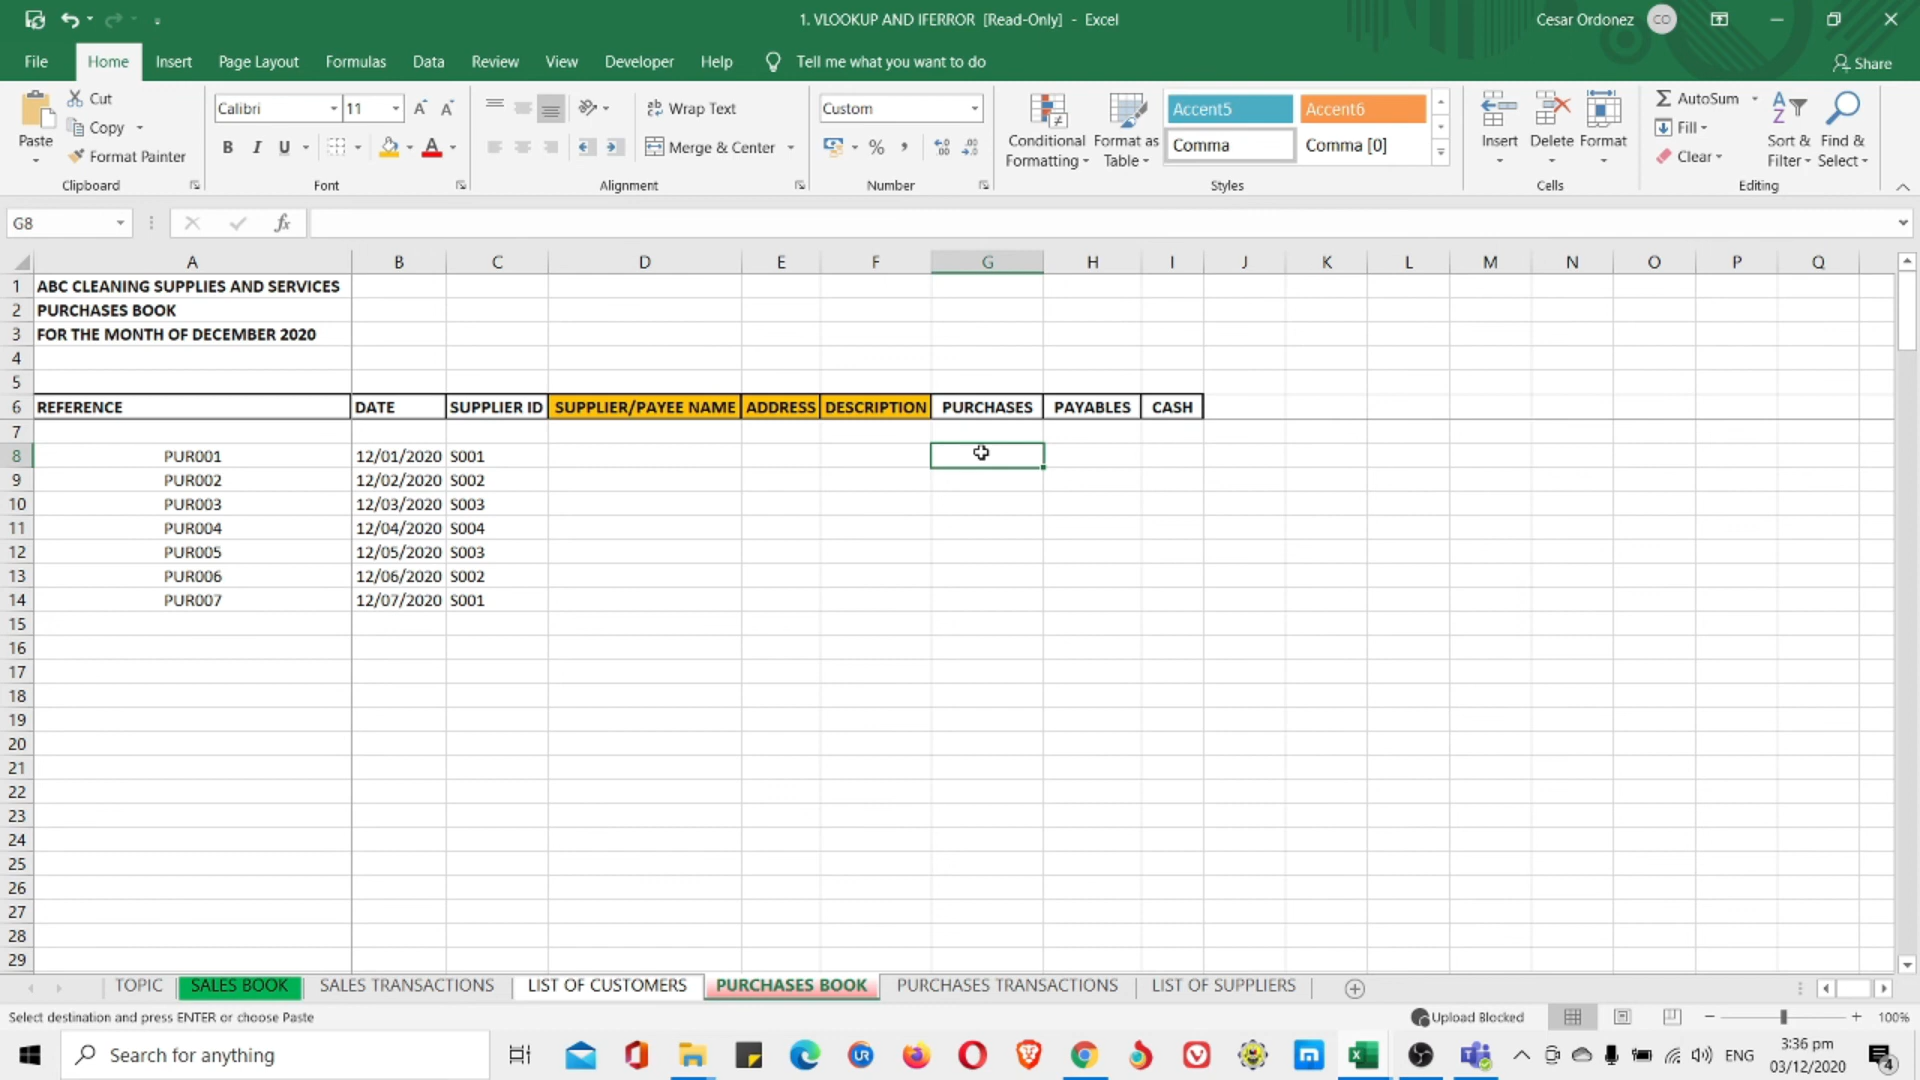 1. VLOOKUP AND IFERROR [Read-Only] - Excel
Cesar Ordonez
CO
File Home Insert Page Layout Formulas Data Review View Developer Help Tell me what you want to do
Share
Paste
Cut
Copy
Format Painter
Clipboard
Calibri 11
B I U
Font
Wrap Text
Merge & Center
Alignment
Custom
Number
Conditional Formatting
Format as Table
Accent5 Accent6
Comma Comma [0]
Styles
Insert Delete Format
Cells
AutoSum
Fill
Clear
Sort & Filter
Find & Select
Editing
G8
fx
A B C D E F G H I J K L M N O P Q
1 ABC CLEANING SUPPLIES AND SERVICES
2 PURCHASES BOOK
3 FOR THE MONTH OF DECEMBER 2020
4
5
6 REFERENCE DATE SUPPLIER ID SUPPLIER/PAYEE NAME ADDRESS DESCRIPTION PURCHASES PAYABLES CASH
7
8 PUR001 12/01/2020 S001
9 PUR002 12/02/2020 S002
10 PUR003 12/03/2020 S003
11 PUR004 12/04/2020 S004
12 PUR005 12/05/2020 S003
13 PUR006 12/06/2020 S002
14 PUR007 12/07/2020 S001
15
16
17
18
19
20
21
22
23
24
25
26
27
28
29
TOPIC SALES BOOK SALES TRANSACTIONS LIST OF CUSTOMERS PURCHASES BOOK PURCHASES TRANSACTIONS LIST OF SUPPLIERS
Select destination and press ENTER or choose Paste
Upload Blocked
100%
Search for anything
ENG
3:36 pm
03/12/2020
4